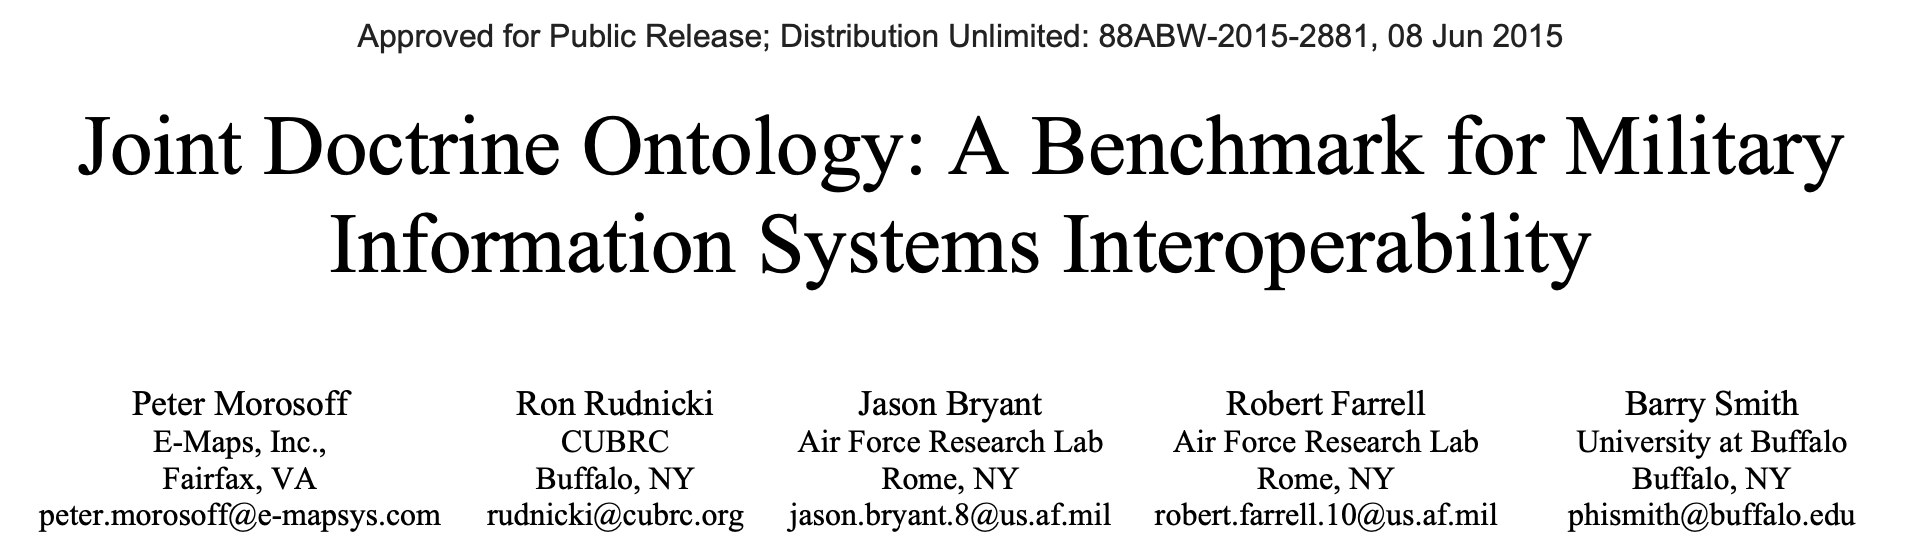 Approved for Public Release; Distribution Unlimited: 88ABW-2015-2881, 08 Jun 2015
Joint Doctrine Ontology: A Benchmark for Military
Information Systems Interoperability
Peter Morosoff
E-Maps, Inc.,
Fairfax, VA
peter.morosoff@e-mapsys.com
Ron Rudnicki
CUBRC
Buffalo, NY
rudnicki@cubrc.org
Jason Bryant
Air Force Research Lab
Rome, NY
jason.bryant.8@us.af.mil
Robert Farrell
Air Force Research Lab
Rome, NY
robert.farrell.10@us.af.mil
Barry Smith
University at Buffalo
Buffalo, NY
phismith@buffalo.edu